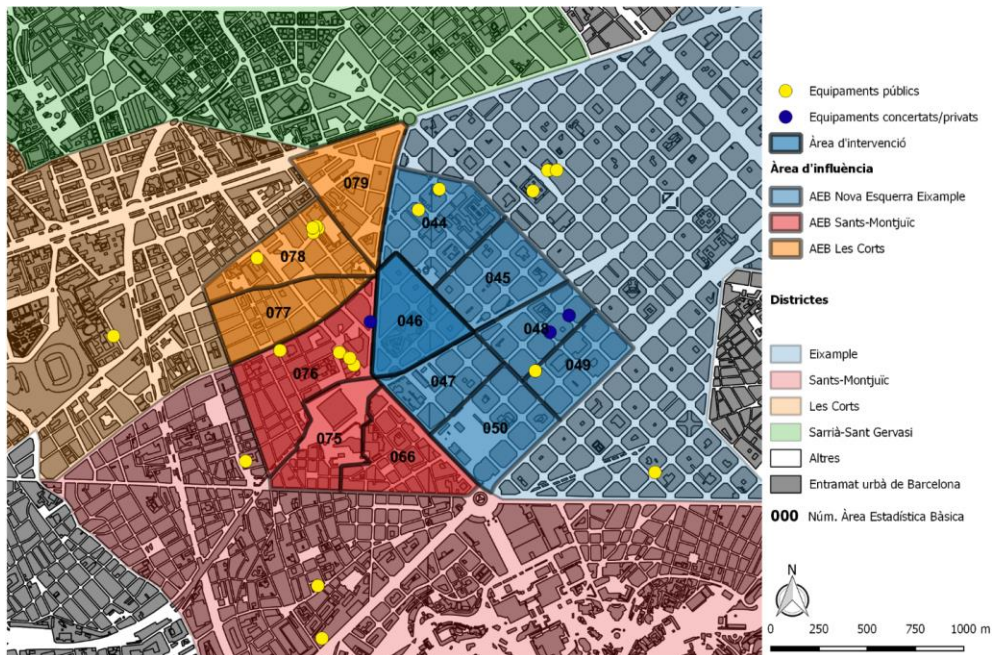 079
044
078
045
077
046
048
076
047
049
075
050
066
Equipaments públics
Equipaments concertats/privats
Àrea d'intervenció
Àrea d'influència
AEB Nova Esquerra Eixample
AEB Sants-Montjuïc
AEB Les Corts
Districtes
Eixample
Sants-Montjuïc
Les Corts
Sarrià-Sant Gervasi
Altres
Entramat urbà de Barcelona
000 Núm. Àrea Estadística Bàsica
N
0 250 500 750 1000 m